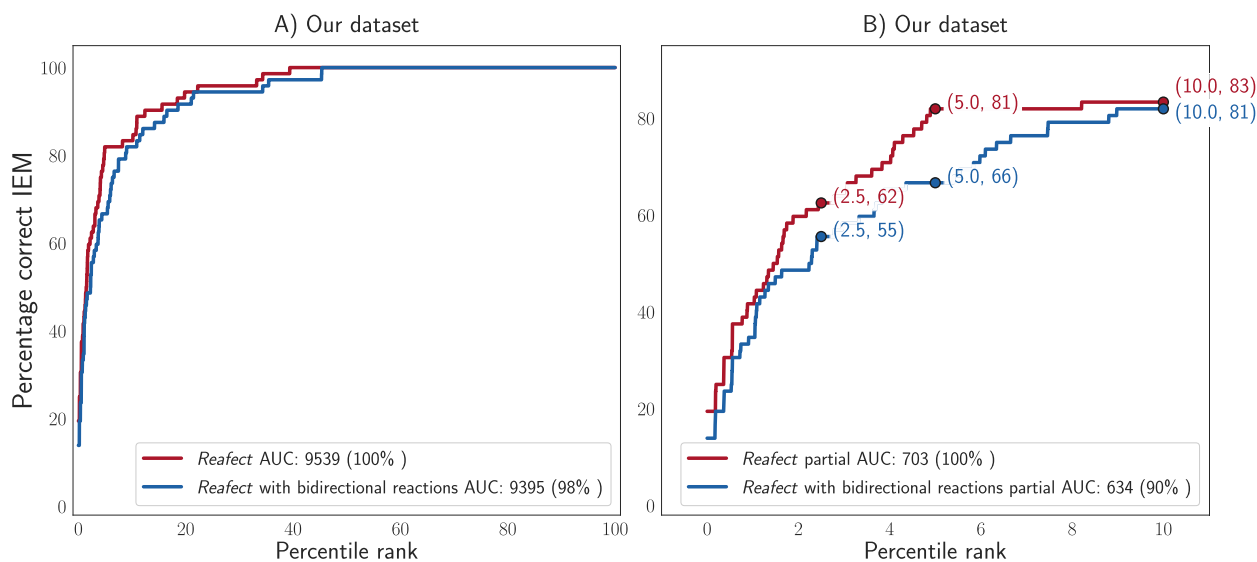 A) Our dataset
Percentage correct IEM
100
80
60
40
20
0
Reafect AUC: 9539 (100% )
Reafect with bidirectional reactions AUC: 9395 (98% )
0 20 40 60 80 100
Percentile rank
B) Our dataset
80
60
40
20
0
(10.0, 83)
(5.0, 81)
(10.0, 81)
(2.5, 62)
(5.0, 66)
(2.5, 55)
Reafect partial AUC: 703 (100% )
Reafect with bidirectional reactions partial AUC: 634 (90% )
0 2 4 6 8 10
Percentile rank